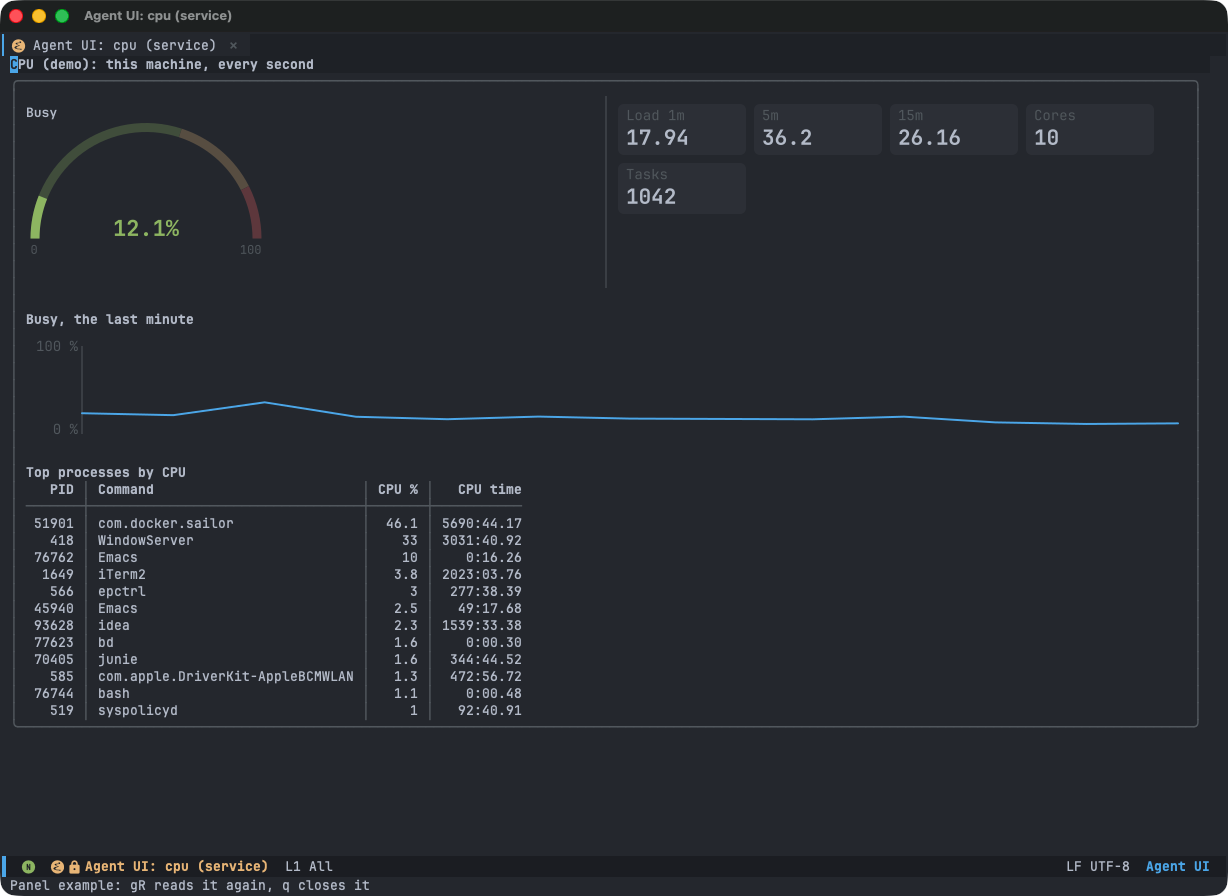 Agent UI: cpu (service)
Agent UI: cpu (service) ×
CPU (demo): this machine, every second
Busy
12.1%
0 100
Load 1m
17.94
5m
36.2
15m
26.16
Cores
10
Tasks
1042
Busy, the last minute
100 %
0 %
Top processes by CPU
PID Command CPU % CPU time
51901 com.docker.sailor 46.1 5690:44.17
418 WindowServer 33 3031:40.92
76762 Emacs 10 0:16.26
1649 iTerm2 3.8 2023:03.76
566 epctrl 3 277:38.39
45940 Emacs 2.5 49:17.68
93628 idea 2.3 1539:33.38
77623 bd 1.6 0:00.30
70405 junie 1.6 344:44.52
585 com.apple.DriverKit-AppleBCMWLAN 1.3 472:56.72
76744 bash 1.1 0:00.48
519 syspolicyd 1 92:40.91
N Agent UI: cpu (service) L1 All LF UTF-8 Agent UI
Panel example: gR reads it again, q closes it